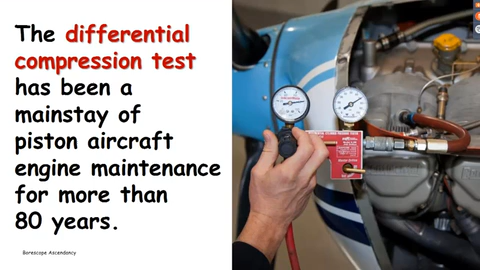 The differential
compression test
has been a
mainstay of
piston aircraft
engine maintenance
for more than
80 years.
Borescope Ascendancy